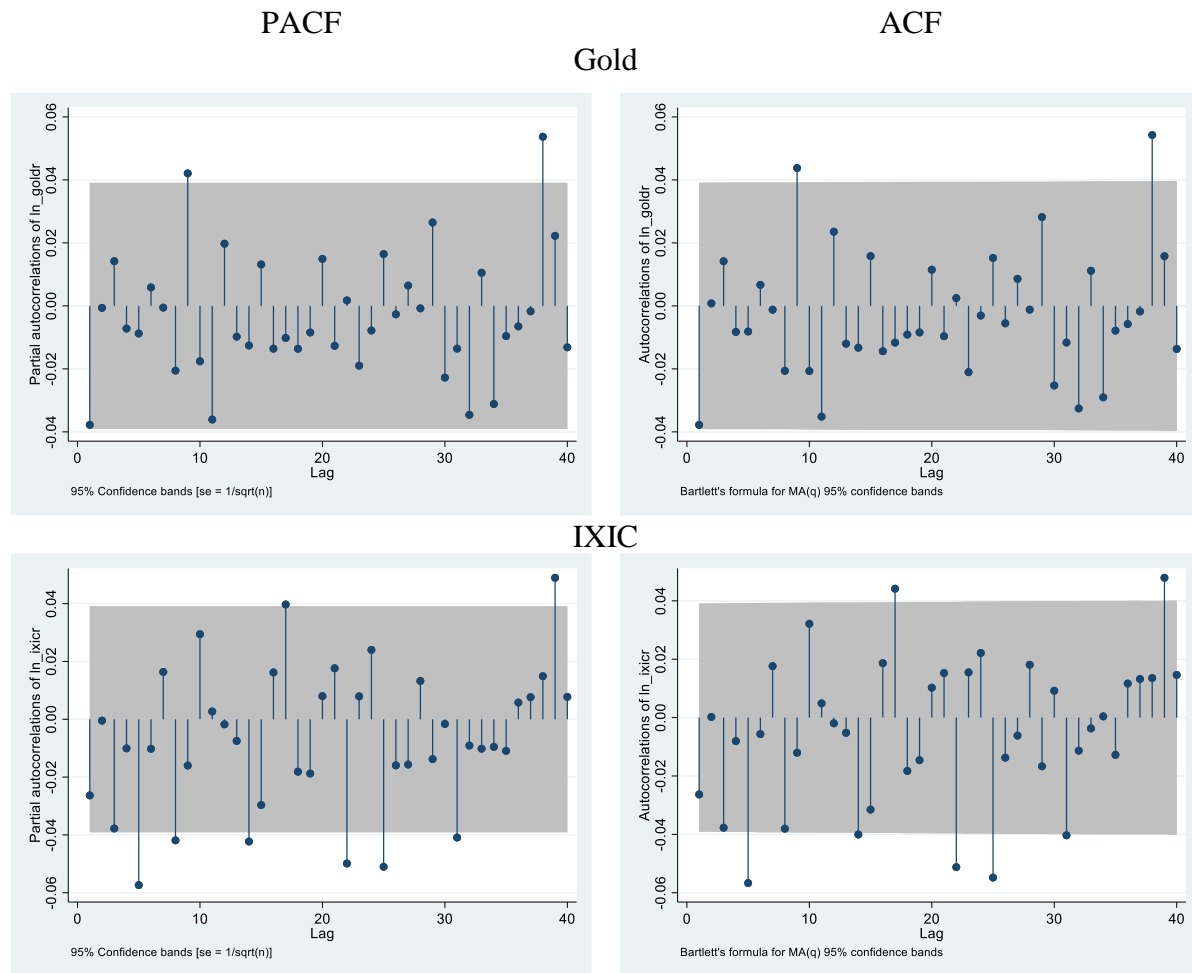 PACF
ACF
Gold
Partial autocorrelations of ln_goldr
0.06
0.04
0.02
0.00
-0.02
-0.04
0
10
20
30
40
Lag
95% Confidence bands [se = 1/sqrt(n)]
Autocorrelations of ln_goldr
0.06
0.04
0.02
0.00
-0.02
-0.04
0
10
20
30
40
Lag
Bartlett's formula for MA(q) 95% confidence bands
IXIC
Partial autocorrelations of ln_ixicr
0.04
0.02
0.00
-0.02
-0.04
-0.06
0
10
20
30
40
Lag
95% Confidence bands [se = 1/sqrt(n)]
Autocorrelations of ln_ixicr
0.04
0.02
0.00
-0.02
-0.04
-0.06
0
10
20
30
40
Lag
Bartlett's formula for MA(q) 95% confidence bands